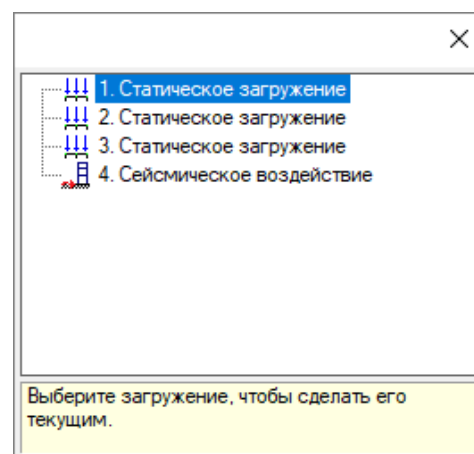 1. Статическое загружение
2. Статическое загружение
3. Статическое загружение
4. Сейсмическое воздействие
Выберите загружение, чтобы сделать его
текущим.